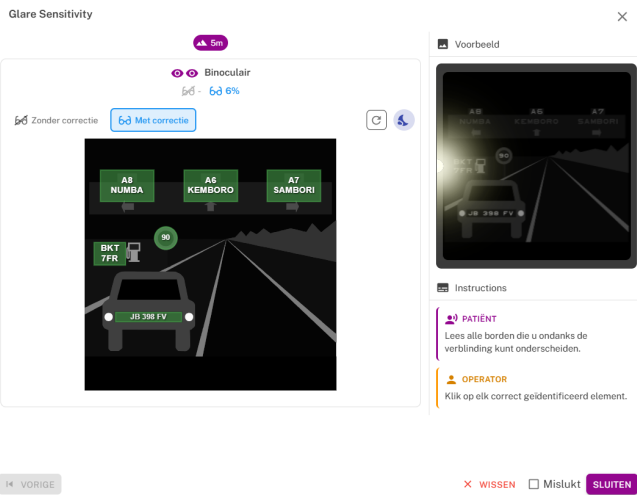 Glare Sensitivity
5m
Voorbeeld
Binoculair
- 6%
Zonder correctie
Met correctie
A8
NUMBA
A6
KEMBORO
A7
SAMBORI
90
BKT
7FR
JB 398 FV
A8
NUMBA
A6
KEMBORO
A7
SAMBORI
90
BKT
7FR
JB 398 FV
Instructions
PATIËNT
Lees alle borden die u ondanks de
verblinding kunt onderscheiden.
OPERATOR
Klik op elk correct geïdentificeerd element.
VORIGE
WISSEN
Mislukt
SLUITEN